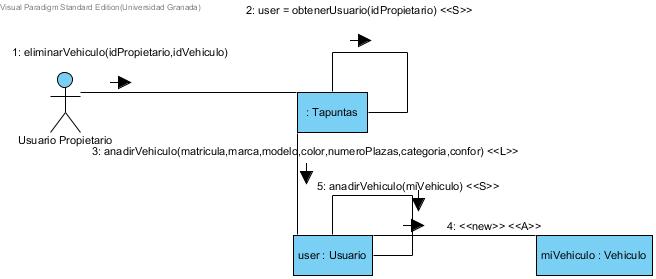 Visual Paradigm Standard Edition(Universidad Granada)
2: user = obtenerUsuario(idPropietario) <<S>>
1: eliminarVehiculo(idPropietario,idVehiculo)
: Tapuntas
Usuario Propietario
3: anadirVehiculo(matricula,marca,modelo,color,numeroPlazas,categoria,confor) <<L>>
5: anadirVehiculo(miVehiculo) <<S>>
4: <<new>> <<A>>
user : Usuario
miVehiculo : Vehiculo